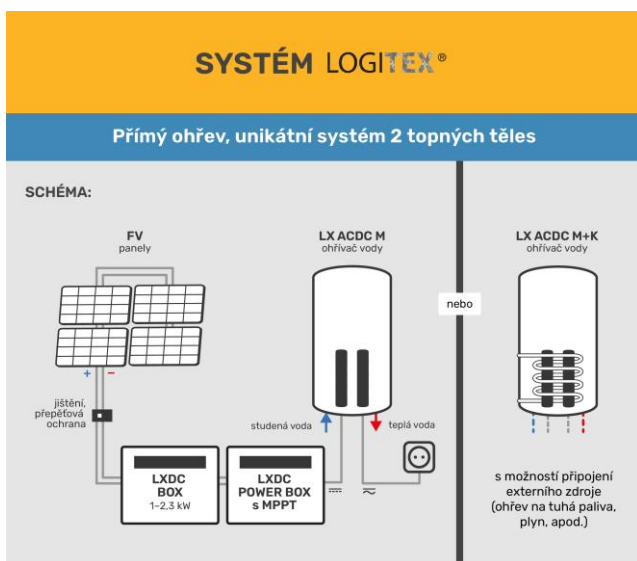 SYSTÉM LOGITEX®
Přímý ohřev, unikátní systém 2 topných těles
SCHÉMA:
FV
panely
+ −
jištění,
přepěťová
ochrana
LXDC
BOX
1–2,3 kW
LXDC
POWER BOX
s MPPT
LX ACDC M
ohřívač vody
studená voda
teplá voda
nebo
LX ACDC M+K
ohřívač vody
s možností připojení
externího zdroje
(ohřev na tuhá paliva,
plyn, apod.)